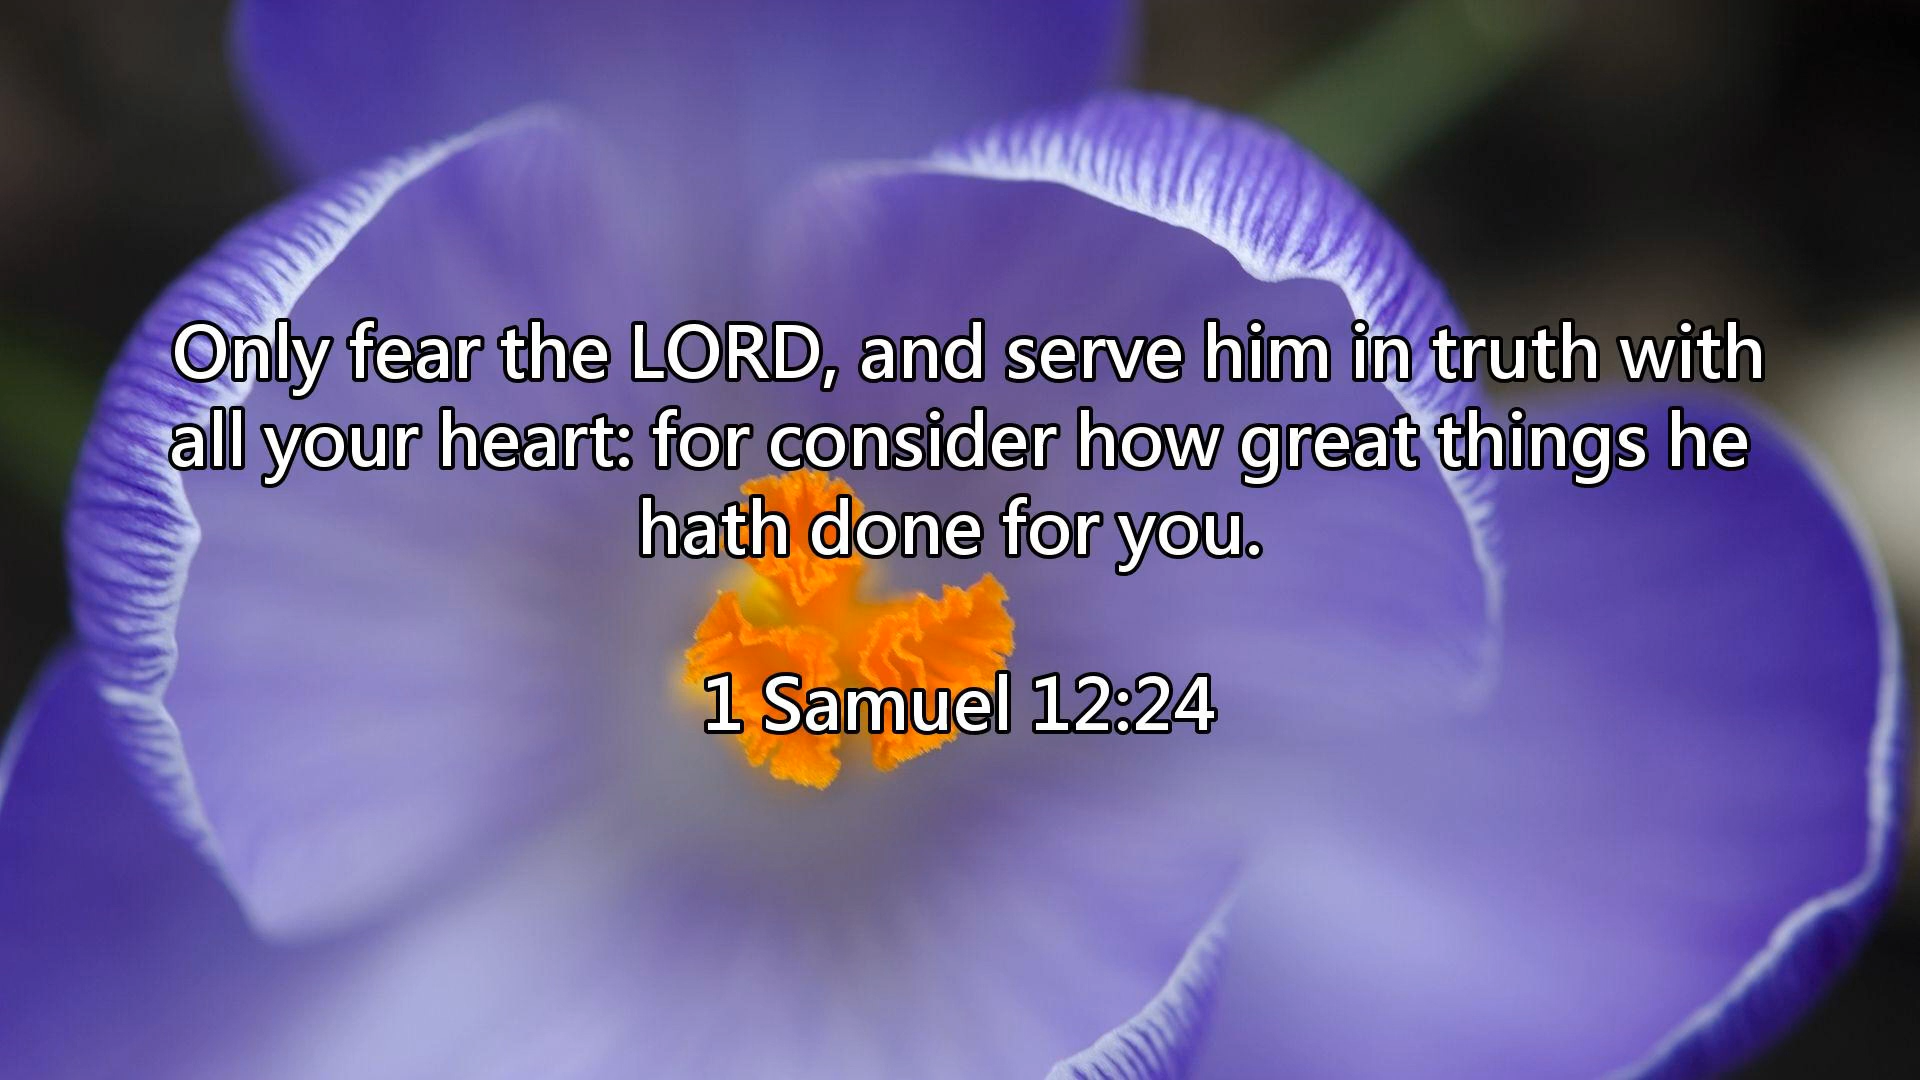 Only fear the LORD, and serve him in truth with
all your heart: for consider how great things he
hath done for you.
1 Samuel 12:24